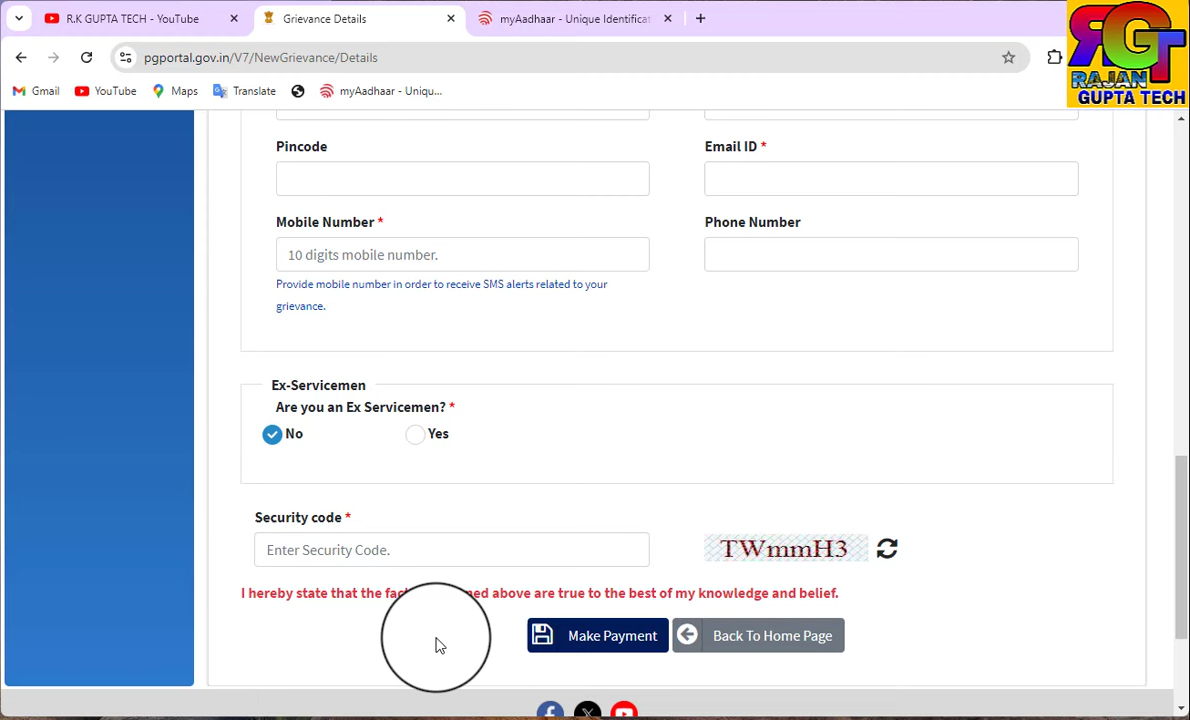 R.K GUPTA TECH - YouTube
Grievance Details
myAadhaar - Unique Identificat
pgportal.gov.in/V7/NewGrievance/Details
RGT
RAJAN
GUPTA TECH
Gmail
YouTube
Maps
Translate
myAadhaar - Uniqu...
Pincode
Email ID *
Mobile Number *
Phone Number
10 digits mobile number.
Provide mobile number in order to receive SMS alerts related to your
grievance.
Ex-Servicemen
Are you an Ex Servicemen? *
No
Yes
Security code *
Enter Security Code.
TWmmH3
I hereby state that the fac ed above are true to the best of my knowledge and belief.
Make Payment
Back To Home Page